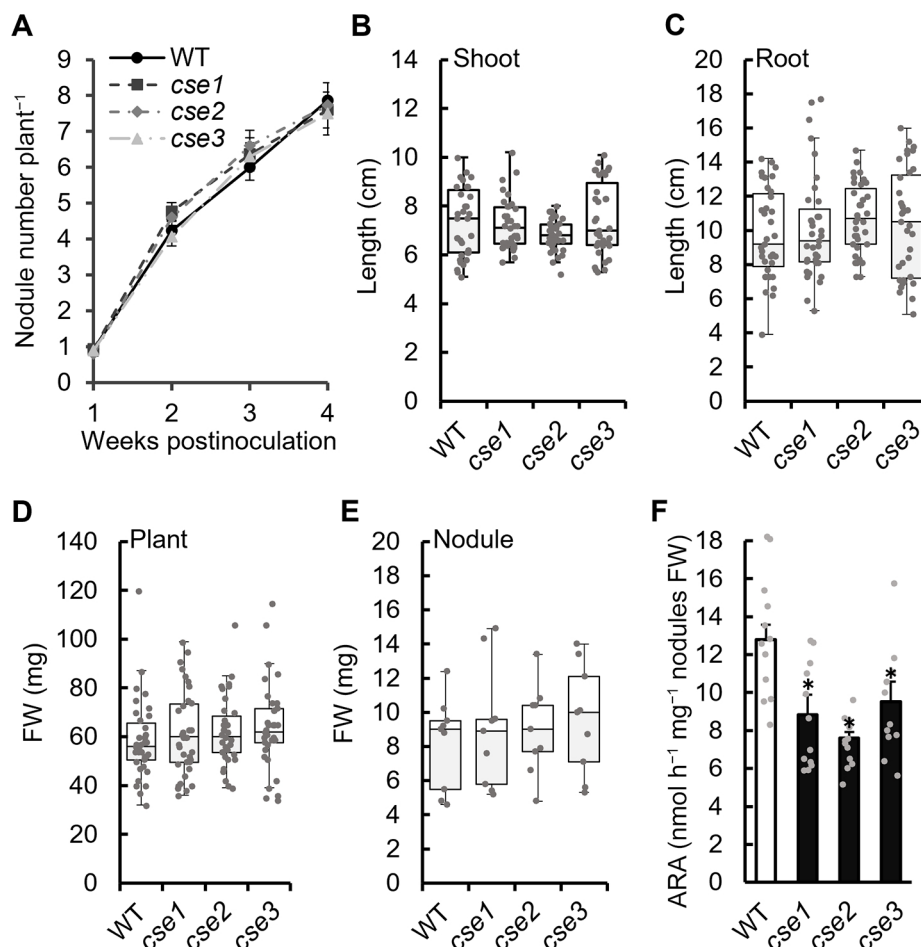 A
WT
cse1
cse2
cse3
Nodule number plant⁻¹
9
8
7
6
5
4
3
2
1
0
1 2 3 4
Weeks postinoculation
B
Shoot
Length (cm)
14
12
10
8
6
4
2
0
WT cse1 cse2 cse3
C
Root
Length (cm)
20
18
16
14
12
10
8
6
4
2
0
WT cse1 cse2 cse3
D
Plant
FW (mg)
140
120
100
80
60
40
20
0
WT cse1 cse2 cse3
E
Nodule
FW (mg)
20
18
16
14
12
10
8
6
4
2
0
WT cse1 cse2 cse3
F
ARA (nmol h⁻¹ mg⁻¹ nodules FW)
18
16
14
12
10
8
6
4
2
0
* * *
WT cse1 cse2 cse3